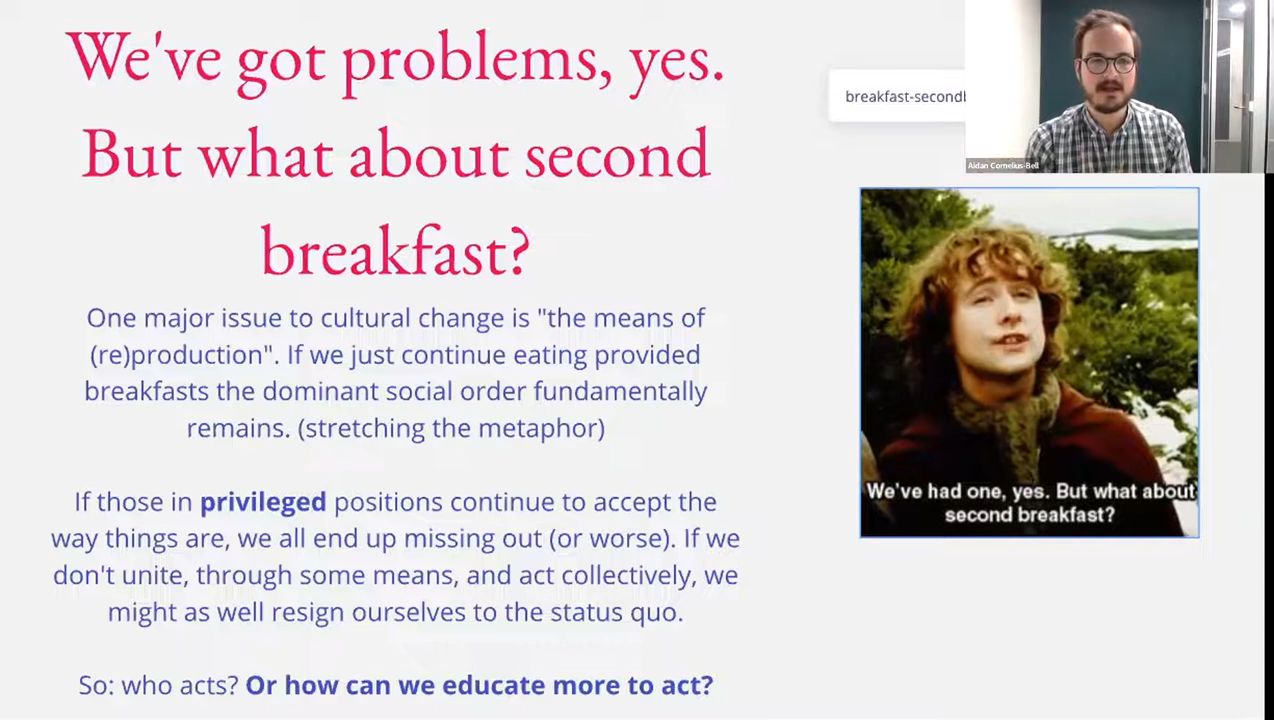 We've got problems, yes.
But what about second
breakfast?
One major issue to cultural change is "the means of
(re)production". If we just continue eating provided
breakfasts the dominant social order fundamentally
remains. (stretching the metaphor)
If those in privileged positions continue to accept the
way things are, we all end up missing out (or worse). If we
don't unite, through some means, and act collectively, we
might as well resign ourselves to the status quo.
So: who acts? Or how can we educate more to act?
breakfast-secondb
Aidan Cornelius-Bell
We've had one, yes. But what about
second breakfast?